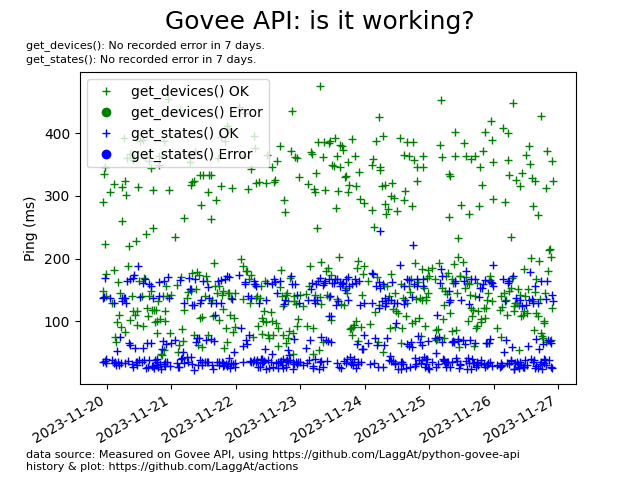 Govee API: is it working?
get_devices(): No recorded error in 7 days.
get_states(): No recorded error in 7 days.
get_devices() OK
get_devices() Error
get_states() OK
get_states() Error
400
300
200
100
Ping (ms)
2023-11-20
2023-11-21
2023-11-22
2023-11-23
2023-11-24
2023-11-25
2023-11-26
2023-11-27
data source: Measured on Govee API, using https://github.com/LaggAt/python-govee-api
history & plot: https://github.com/LaggAt/actions